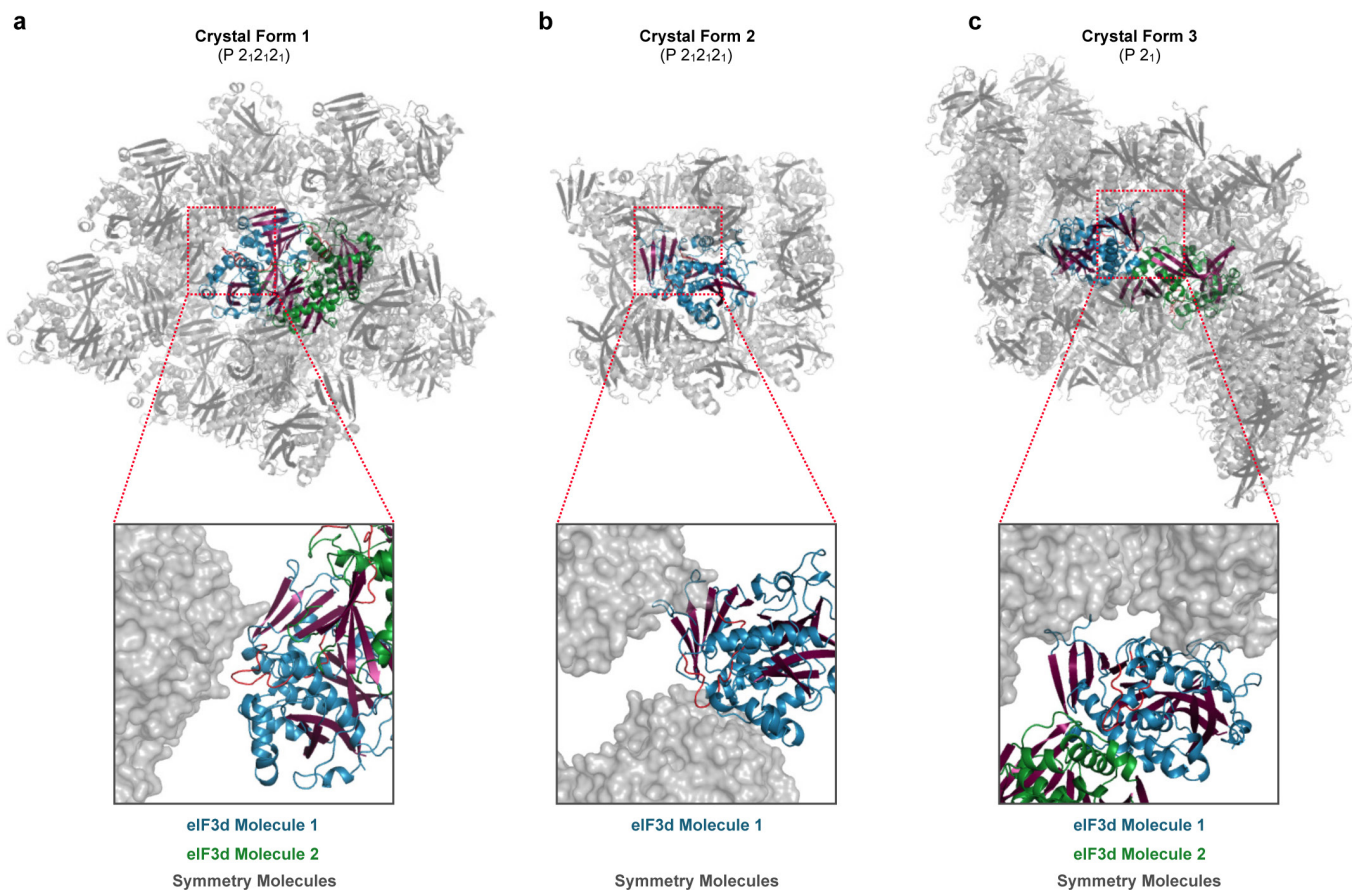 a
Crystal Form 1
(P 2₁2₁2₁)
b
Crystal Form 2
(P 2₁2₁2₁)
c
Crystal Form 3
(P 2₁)
eIF3d Molecule 1
eIF3d Molecule 2
Symmetry Molecules
eIF3d Molecule 1
Symmetry Molecules
eIF3d Molecule 1
eIF3d Molecule 2
Symmetry Molecules